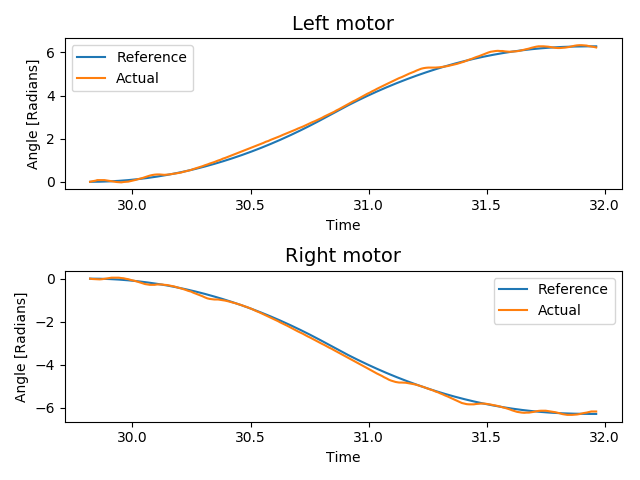 Left motor
Reference
Actual
Angle [Radians]
6
4
2
0
30.0 30.5 31.0 31.5 32.0
Time
Right motor
Reference
Actual
Angle [Radians]
0
−2
−4
−6
30.0 30.5 31.0 31.5 32.0
Time